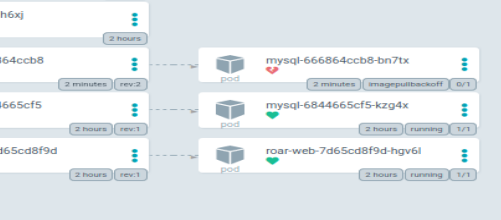 h6xj
2 hours
364ccb8
2 minutes rev:2
4665cf5
2 hours rev:1
d65cd8f9d
2 hours rev:1
pod
mysql-666864ccb8-bn7tx
2 minutes imagepullbackoff 0/1
pod
mysql-6844665cf5-kzg4x
2 hours running 1/1
pod
roar-web-7d65cd8f9d-hgv6l
2 hours running 1/1